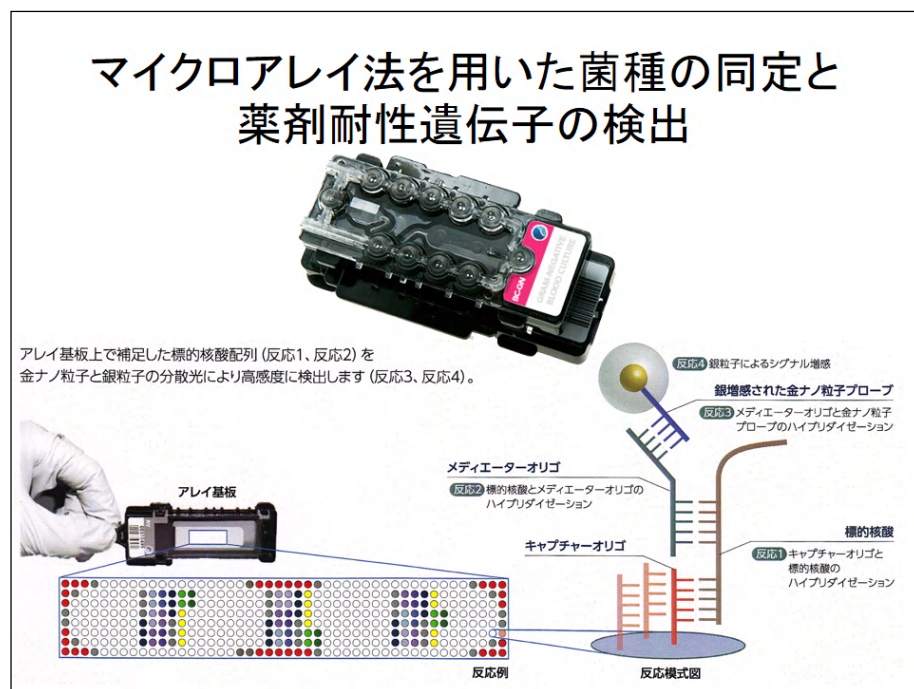 マイクロアレイ法を用いた菌種の同定と
薬剤耐性遺伝子の検出
BC-GN
GRAM-NEGATIVE
BLOOD CULTURE
アレイ基板上で補足した標的核酸配列(反応1、反応2)を
金ナノ粒子と銀粒子の分散光により高感度に検出します(反応3、反応4)。
反応4 銀粒子によるシグナル増感
銀増感された金ナノ粒子プローブ
反応3 メディエーターオリゴと金ナノ粒子
プローブのハイブリダイゼーション
メディエーターオリゴ
反応2 標的核酸とメディエーターオリゴの
ハイブリダイゼーション
アレイ基板
キャプチャーオリゴ
標的核酸
反応1 キャプチャーオリゴと
標的核酸の
ハイブリダイゼーション
反応例
反応模式図